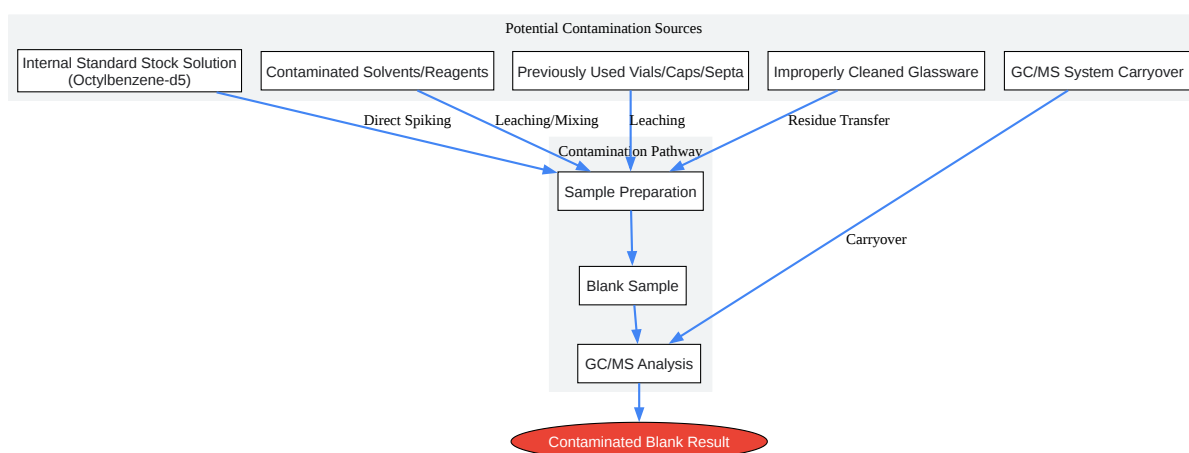 Potential Contamination Sources
Internal Standard Stock Solution
(Octylbenzene-d5)
Contaminated Solvents/Reagents
Previously Used Vials/Caps/Septa
Improperly Cleaned Glassware
GC/MS System Carryover
Direct Spiking
Leaching/Mixing
Leaching
Residue Transfer
Contamination Pathway
Sample Preparation
Carryover
Blank Sample
GC/MS Analysis
Contaminated Blank Result